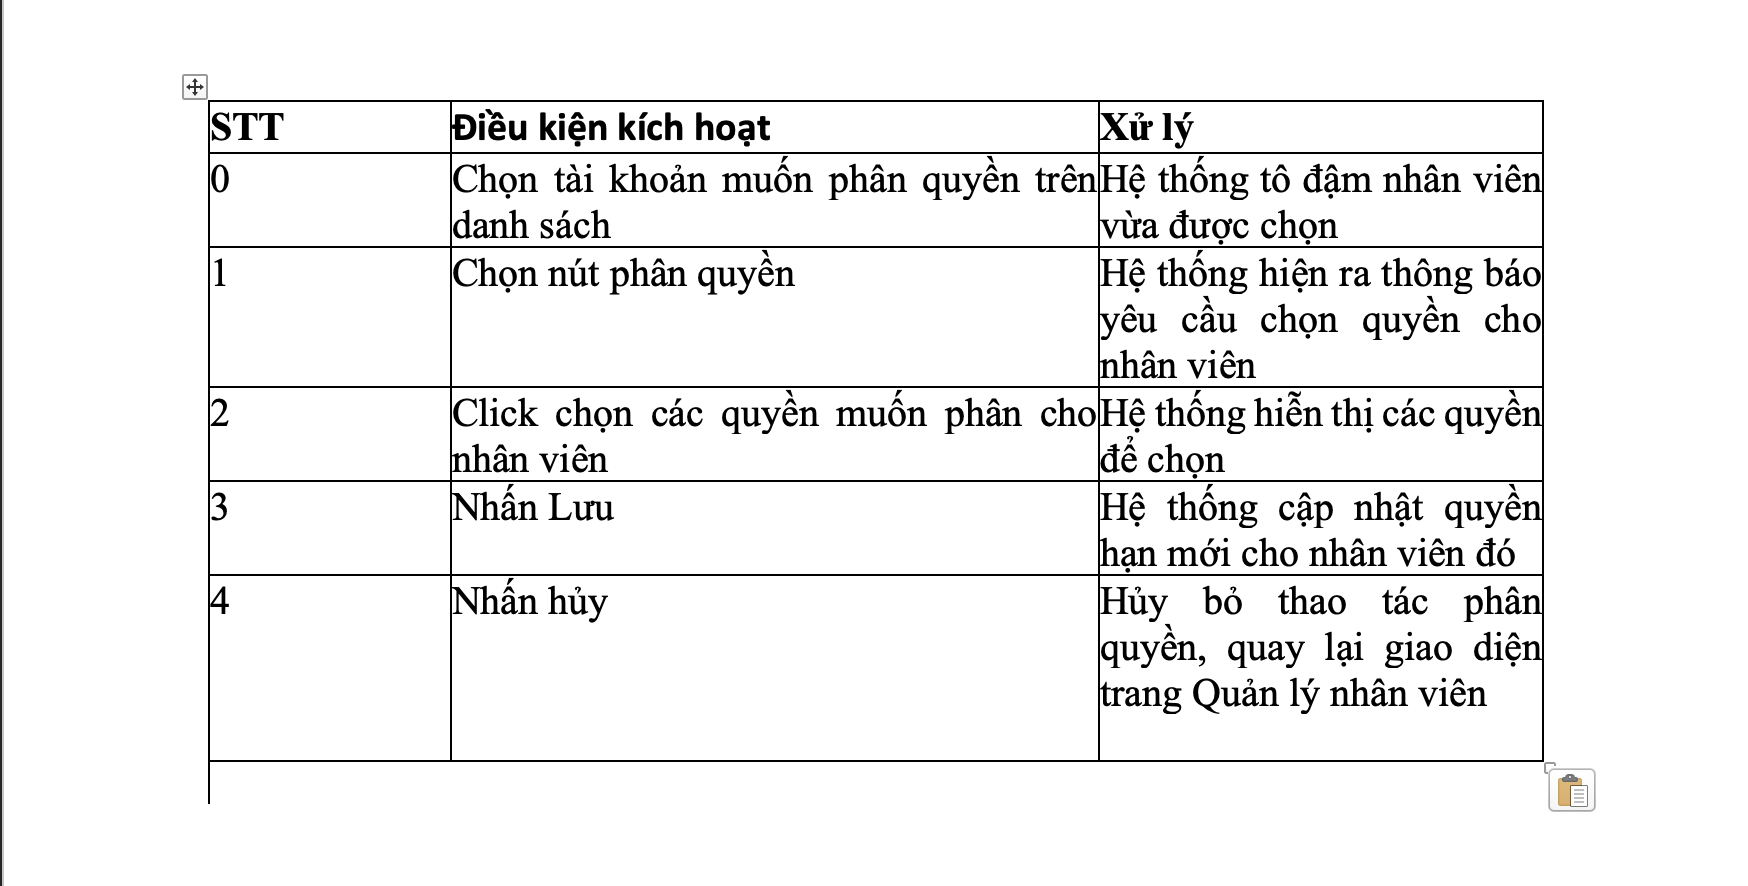 STT Điều kiện kích hoạt Xử lý
0 Chọn tài khoản muốn phân quyền trên Hệ thống tô đậm nhân viên
danh sách vừa được chọn
1 Chọn nút phân quyền Hệ thống hiện ra thông báo
yêu cầu chọn quyền cho
nhân viên
2 Click chọn các quyền muốn phân cho Hệ thống hiễn thị các quyền
nhân viên để chọn
3 Nhấn Lưu Hệ thống cập nhật quyền
hạn mới cho nhân viên đó
4 Nhấn hủy Hủy bỏ thao tác phân
quyền, quay lại giao diện
trang Quản lý nhân viên